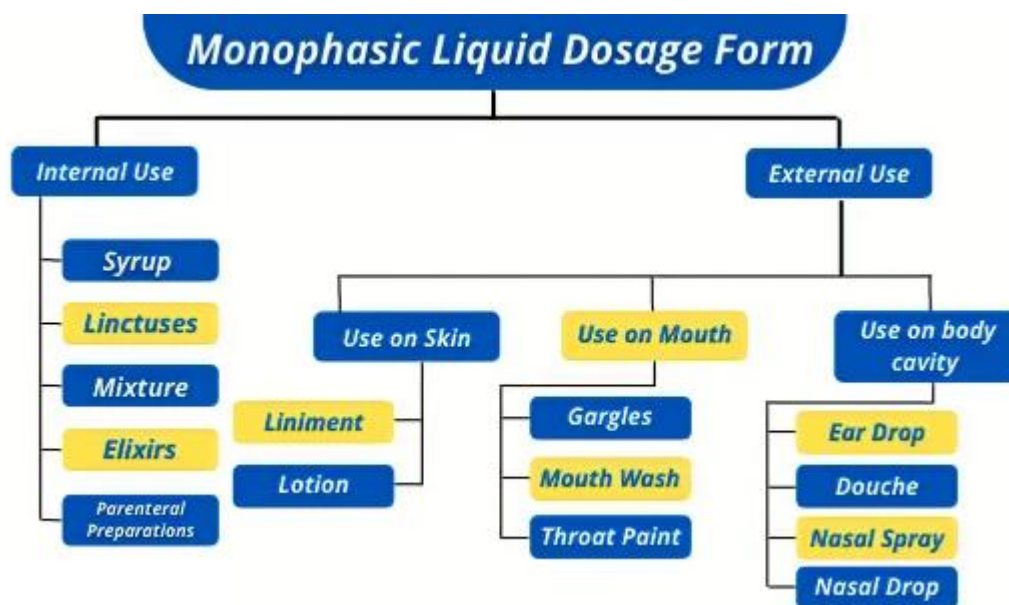 Monophasic Liquid Dosage Form
Internal Use
External Use
Syrup
Linctuses
Mixture
Elixirs
Parenteral
Preparations
Use on Skin
Liniment
Lotion
Use on Mouth
Gargles
Mouth Wash
Throat Paint
Use on body
cavity
Ear Drop
Douche
Nasal Spray
Nasal Drop